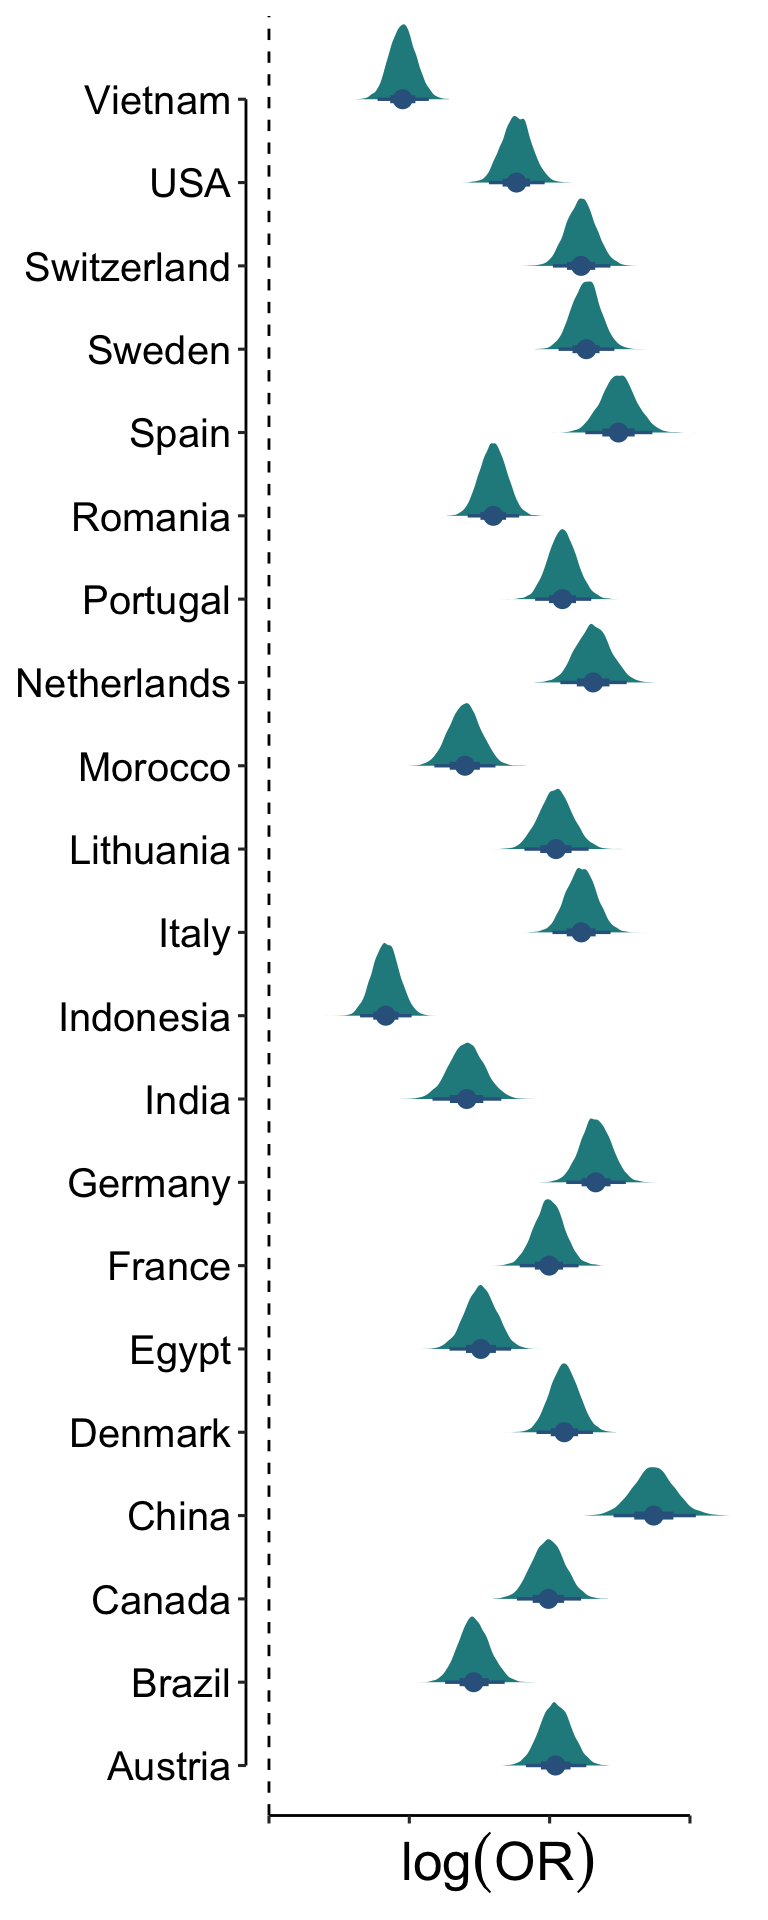 Vietnam
USA
Switzerland
Sweden
Spain
Romania
Portugal
Netherlands
Morocco
Lithuania
Italy
Indonesia
India
Germany
France
Egypt
Denmark
China
Canada
Brazil
Austria
log(OR)